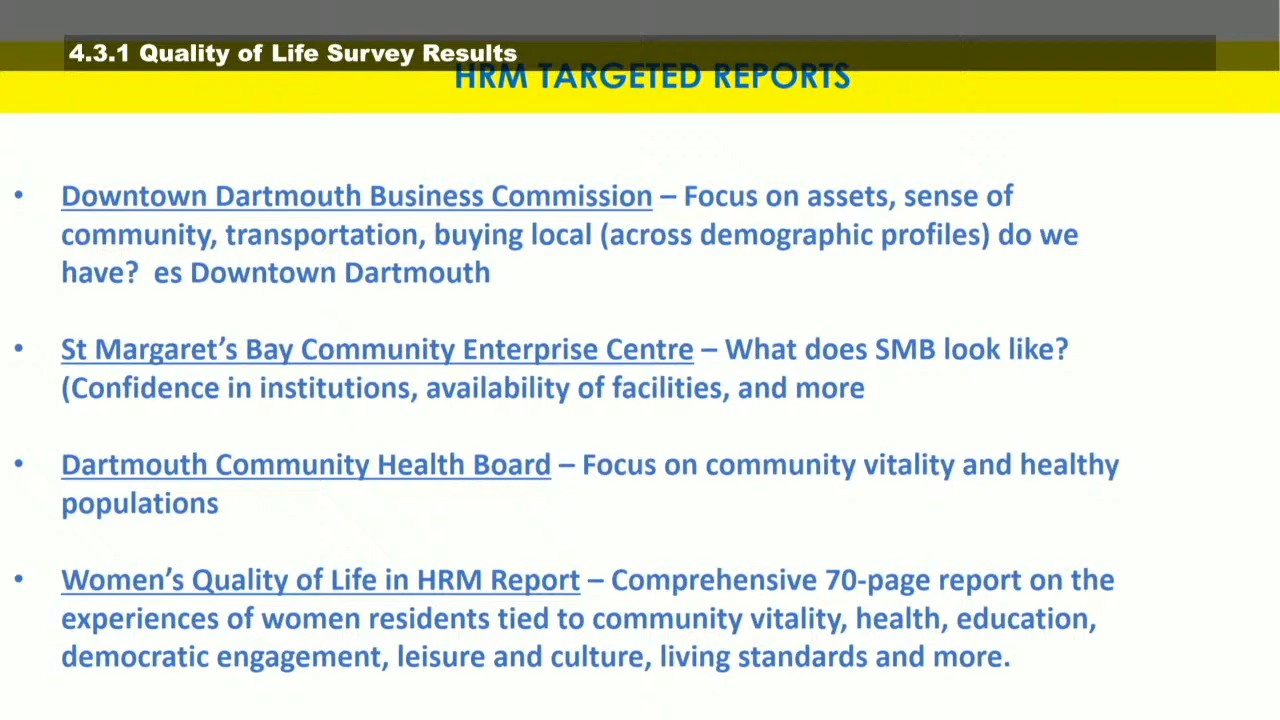 4.3.1 Quality of Life Survey Results
HRM TARGETED REPORTS
• Downtown Dartmouth Business Commission – Focus on assets, sense of
community, transportation, buying local (across demographic profiles) do we
have?  es Downtown Dartmouth
• St Margaret’s Bay Community Enterprise Centre – What does SMB look like?
(Confidence in institutions, availability of facilities, and more
• Dartmouth Community Health Board – Focus on community vitality and healthy
populations
• Women’s Quality of Life in HRM Report – Comprehensive 70-page report on the
experiences of women residents tied to community vitality, health, education,
democratic engagement, leisure and culture, living standards and more.